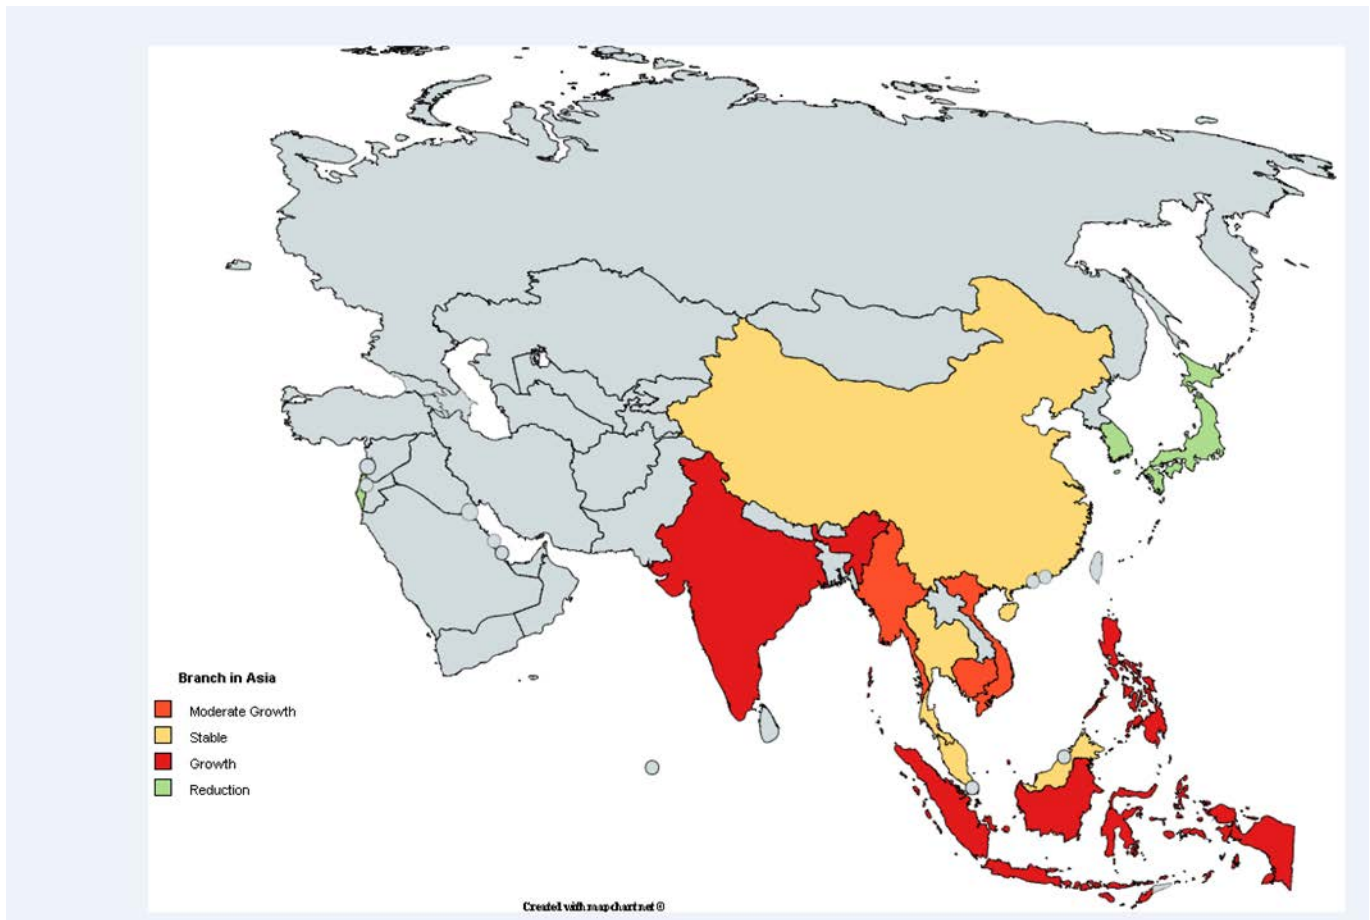 Branch in Asia
Moderate Growth
Stable
Growth
Reduction
Created with mapchart.net ©